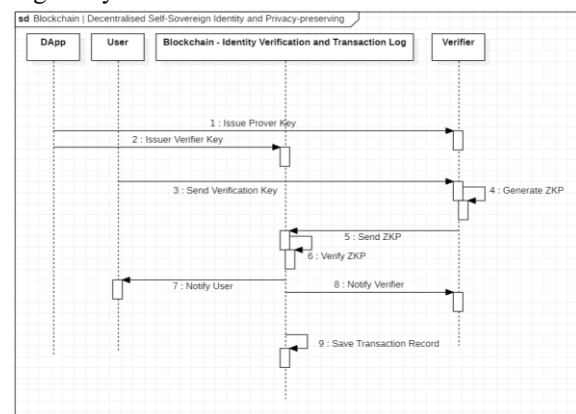 sd Blockchain | Decentralised Self-Sovereign Identity and Privacy-preserving
DApp
User
Blockchain - Identity Verification and Transaction Log
Verifier
1 : Issue Prover Key
2 : Issuer Verifier Key
3 : Send Verification Key
4 : Generate ZKP
5 : Send ZKP
6 : Verify ZKP
7 : Notify User
8 : Notify Verifier
9 : Save Transaction Record